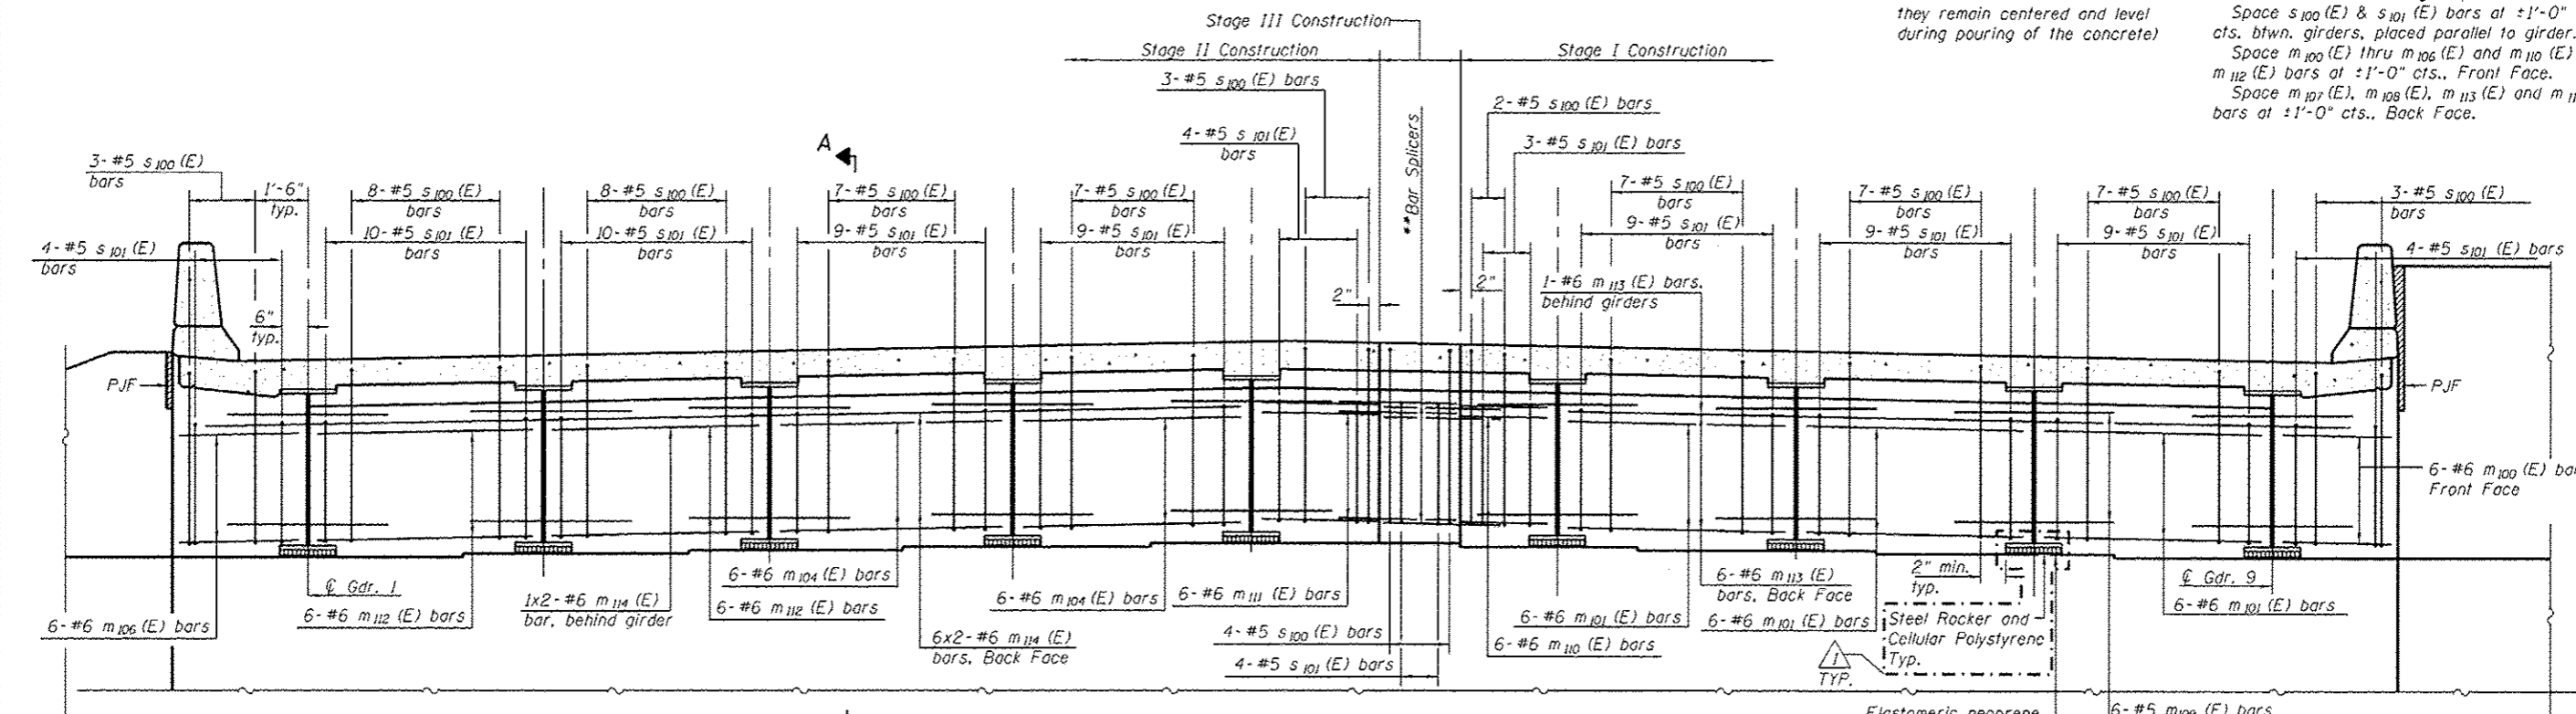 they remain centered and level
during pouring of the concrete)
Space s100 (E) & s101 (E) bars at ±1'-0"
cts. btwn. girders, placed parallel to girder.
Space m100 (E) thru m106 (E) and m110 (E)
m112 (E) bars at ±1'-0" cts., Front Face.
Space m107 (E), m108 (E), m113 (E) and
bars at ±1'-0" cts., Back Face.
Stage III Construction
Stage II Construction
Stage I Construction
3-#5 s100 (E) bars
2-#5 s100 (E) bars
4-#5 s101 (E)
bars
3-#5 s101 (E) bars
**Bar Splicers
A
3-#5 s100 (E)
bars
1'-6"
typ.
8-#5 s100 (E)
bars
8-#5 s100 (E)
bars
7-#5 s100 (E)
bars
7-#5 s100 (E)
bars
7-#5 s100 (E)
bars
7-#5 s100 (E)
bars
7-#5 s100 (E)
bars
3-#5 s100 (E)
bars
4-#5 s101 (E)
bars
10-#5 s101 (E)
bars
10-#5 s101 (E)
bars
9-#5 s101 (E)
bars
9-#5 s101 (E)
bars
9-#5 s101 (E)
bars
9-#5 s101 (E)
bars
9-#5 s101 (E)
bars
4-#5 s101 (E)
bars
6"
typ.
2"
2"
1-#6 m113 (E) bars,
behind girders
PJF
PJF
6-#6 m100 (E)
Front Face
℄ Gdr. 1
6-#6 m106 (E) bars
6-#6 m112 (E) bars
1x2-#6 m114 (E)
bar, behind girder
6-#6 m104 (E) bars
6-#6 m112 (E) bars
6x2-#6 m114 (E)
bars, Back Face
6-#6 m104 (E) bars
6-#6 m111 (E) bars
4-#5 s100 (E) bars
4-#5 s101 (E) bars
6-#6 m101 (E) bars
6-#6 m110 (E) bars
6-#6 m113 (E)
bars, Back Face
6-#6 m101 (E) bars
2" min.
typ.
Steel Rocker and
Cellular Polystyrene
Typ.
1
TYP.
℄ Gdr. 9
6-#6 m101 (E) bars
Elastomeric neoprene